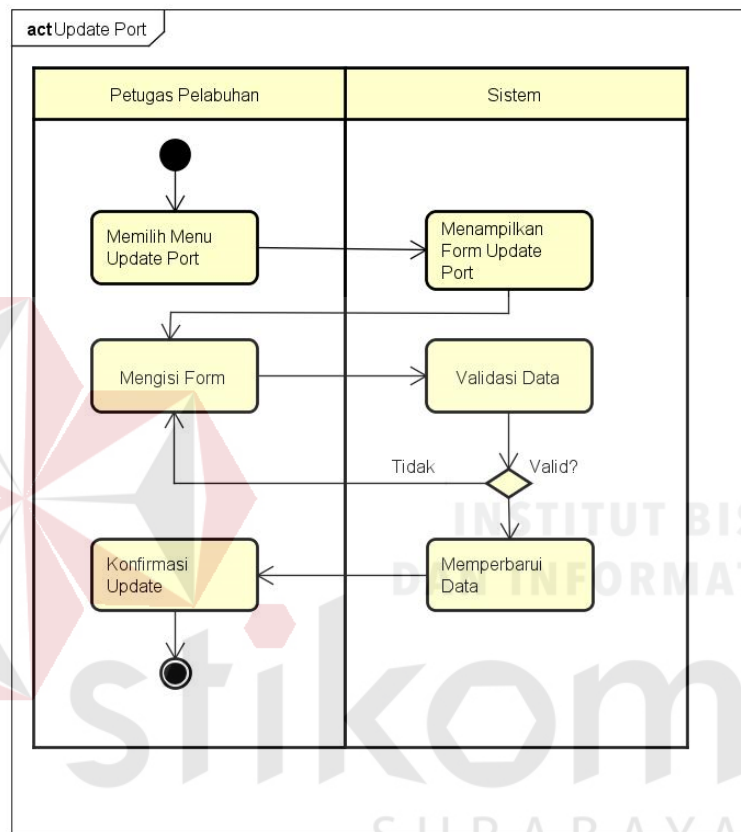 act Update Port
Petugas Pelabuhan
Sistem
Memilih Menu
Update Port
Menampilkan
Form Update
Port
Mengisi Form
Validasi Data
Tidak
Valid?
Konfirmasi
Update
Memperbarui
Data
INSTITUT BIS
DAN INFORMAT
stikom
SURABAYA